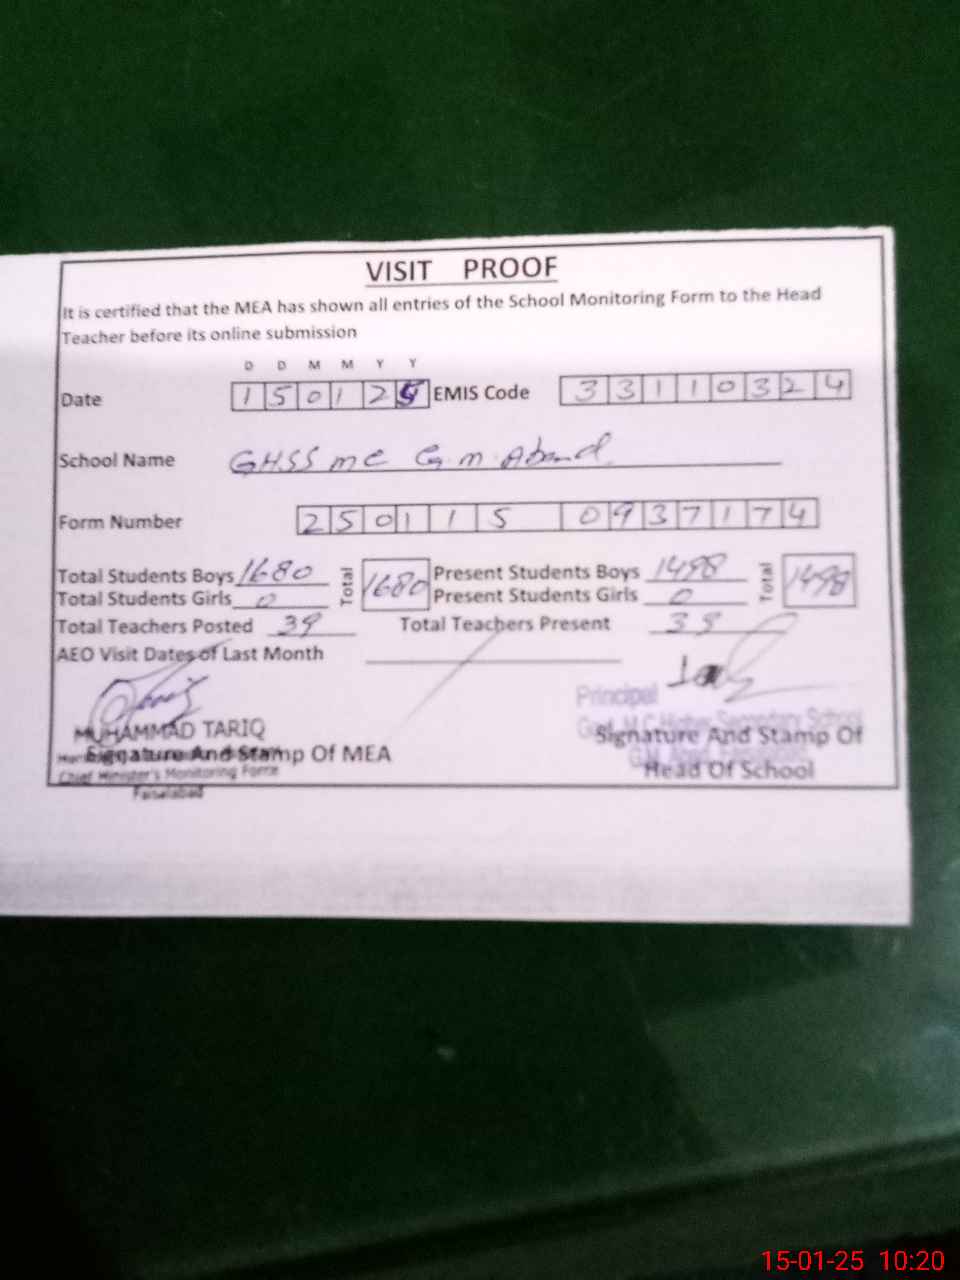 VISIT PROOF
It is certified that the MEA has shown all entries of the School Monitoring Form to the Head
Teacher before its online submission
D D M M Y Y
Date 1 5 0 1 2 5 EMIS Code 3 3 1 1 0 3 2 4
School Name GHSS mc G.m.Abad
Form Number 2 5 0 1 1 5 0 9 3 7 1 7 4
Total Students Boys 1680 Total 1680 Present Students Boys 1498 Total 1498
Total Students Girls 0 Present Students Girls 0
Total Teachers Posted 39 Total Teachers Present 39
AEO Visit Dates of Last Month
Principal
MUHAMMAD TARIQ
Govt. M.C Higher Secondary School
Signature And Stamp Of MEA Signature And Stamp Of
Chief Minister's Monitoring Force Head Of School
Faisalabad
15-01-25 10:20